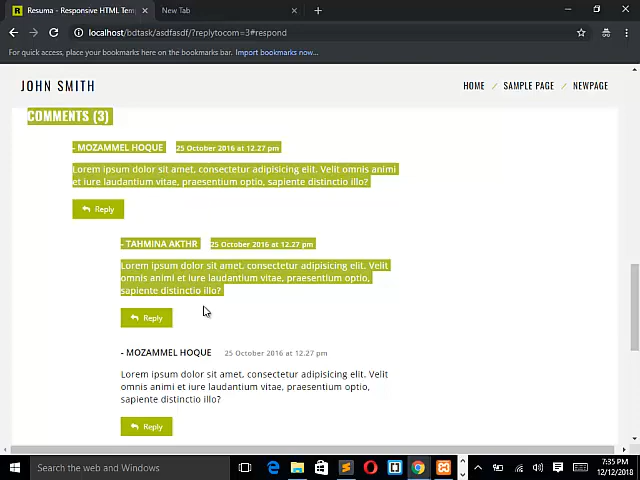 Resuma - Responsive HTML Temp
New Tab
localhost/bdtask/asdfasdf/?replytocom=3#respond
For quick access, place your bookmarks here on the bookmarks bar. Import bookmarks now...
JOHN SMITH
HOME / SAMPLE PAGE / NEWPAGE
COMMENTS (3)
- MOZAMMEL HOQUE 25 October 2016 at 12.27 pm
Lorem ipsum dolor sit amet, consectetur adipisicing elit. Velit omnis animi
et iure laudantium vitae, praesentium optio, sapiente distinctio illo?
Reply
- TAHMINA AKTHR 25 October 2016 at 12.27 pm
Lorem ipsum dolor sit amet, consectetur adipisicing elit. Velit
omnis animi et iure laudantium vitae, praesentium optio,
sapiente distinctio illo?
Reply
- MOZAMMEL HOQUE 25 October 2016 at 12.27 pm
Lorem ipsum dolor sit amet, consectetur adipisicing elit. Velit
omnis animi et iure laudantium vitae, praesentium optio,
sapiente distinctio illo?
Reply
Search the web and Windows
7:35 PM
12/12/2018